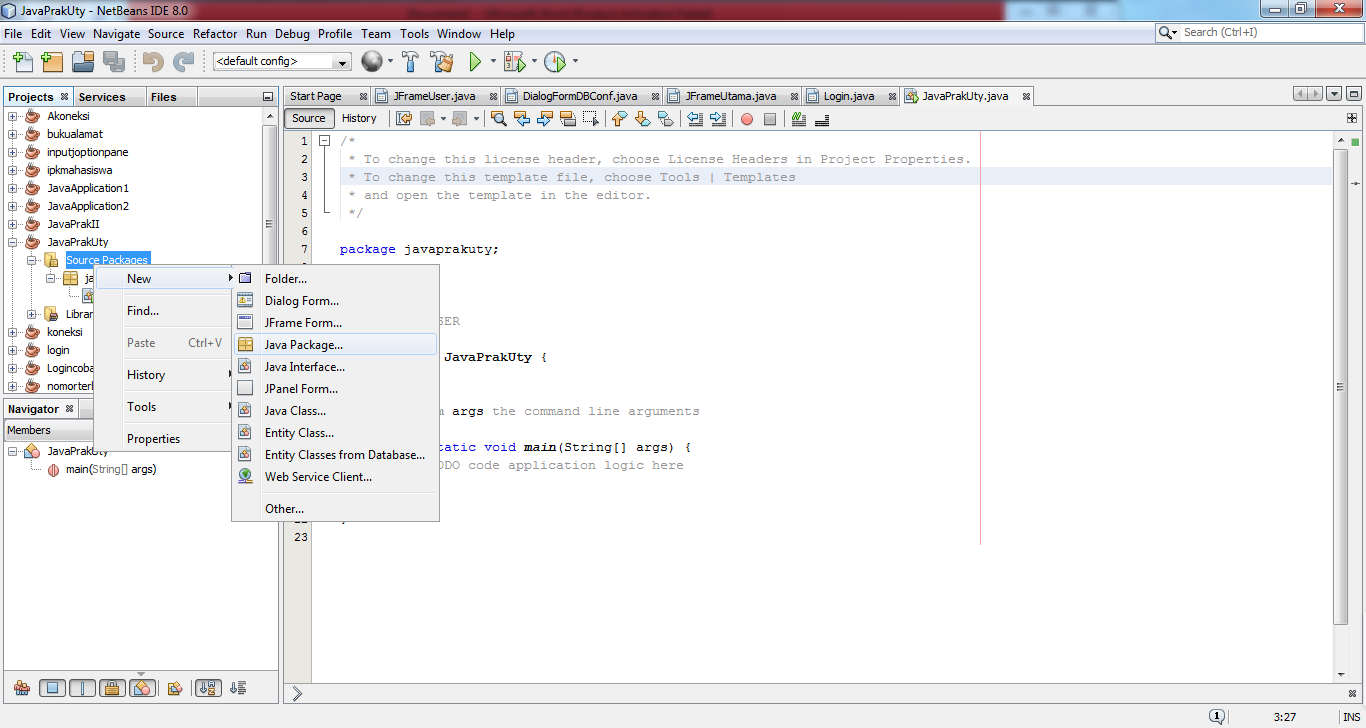 JavaPrakUty - NetBeans IDE 8.0
File Edit View Navigate Source Refactor Run Debug Profile Team Tools Window Help
Search (Ctrl+I)
<default config>
Projects Services Files
Akoneksi
bukualamat
inputjoptionpane
ipkmahasiswa
JavaApplication1
JavaApplication2
JavaPrakII
JavaPrakUty
Source Packages
ja
Librar
koneksi
login
Logincoba
nomorterl
Navigator
Members
JavaPrakUty
main(String[] args)
New
Find...
Paste Ctrl+V
History
Tools
Properties
Folder...
Dialog Form...
JFrame Form...
Java Package...
Java Interface...
JPanel Form...
Java Class...
Entity Class...
Entity Classes from Database...
Web Service Client...
Other...
Start Page JFrameUser.java DialogFormDBConf.java JFrameUtama.java Login.java JavaPrakUty.java
Source History
1 /*
2 * To change this license header, choose License Headers in Project Properties.
3 * To change this template file, choose Tools | Templates
4 * and open the template in the editor.
5 */
6
7 package javaprakuty;
SER
JavaPrakUty {
args the command line arguments
tatic void main(String[] args) {
ODO code application logic here
23
1 3:27 INS